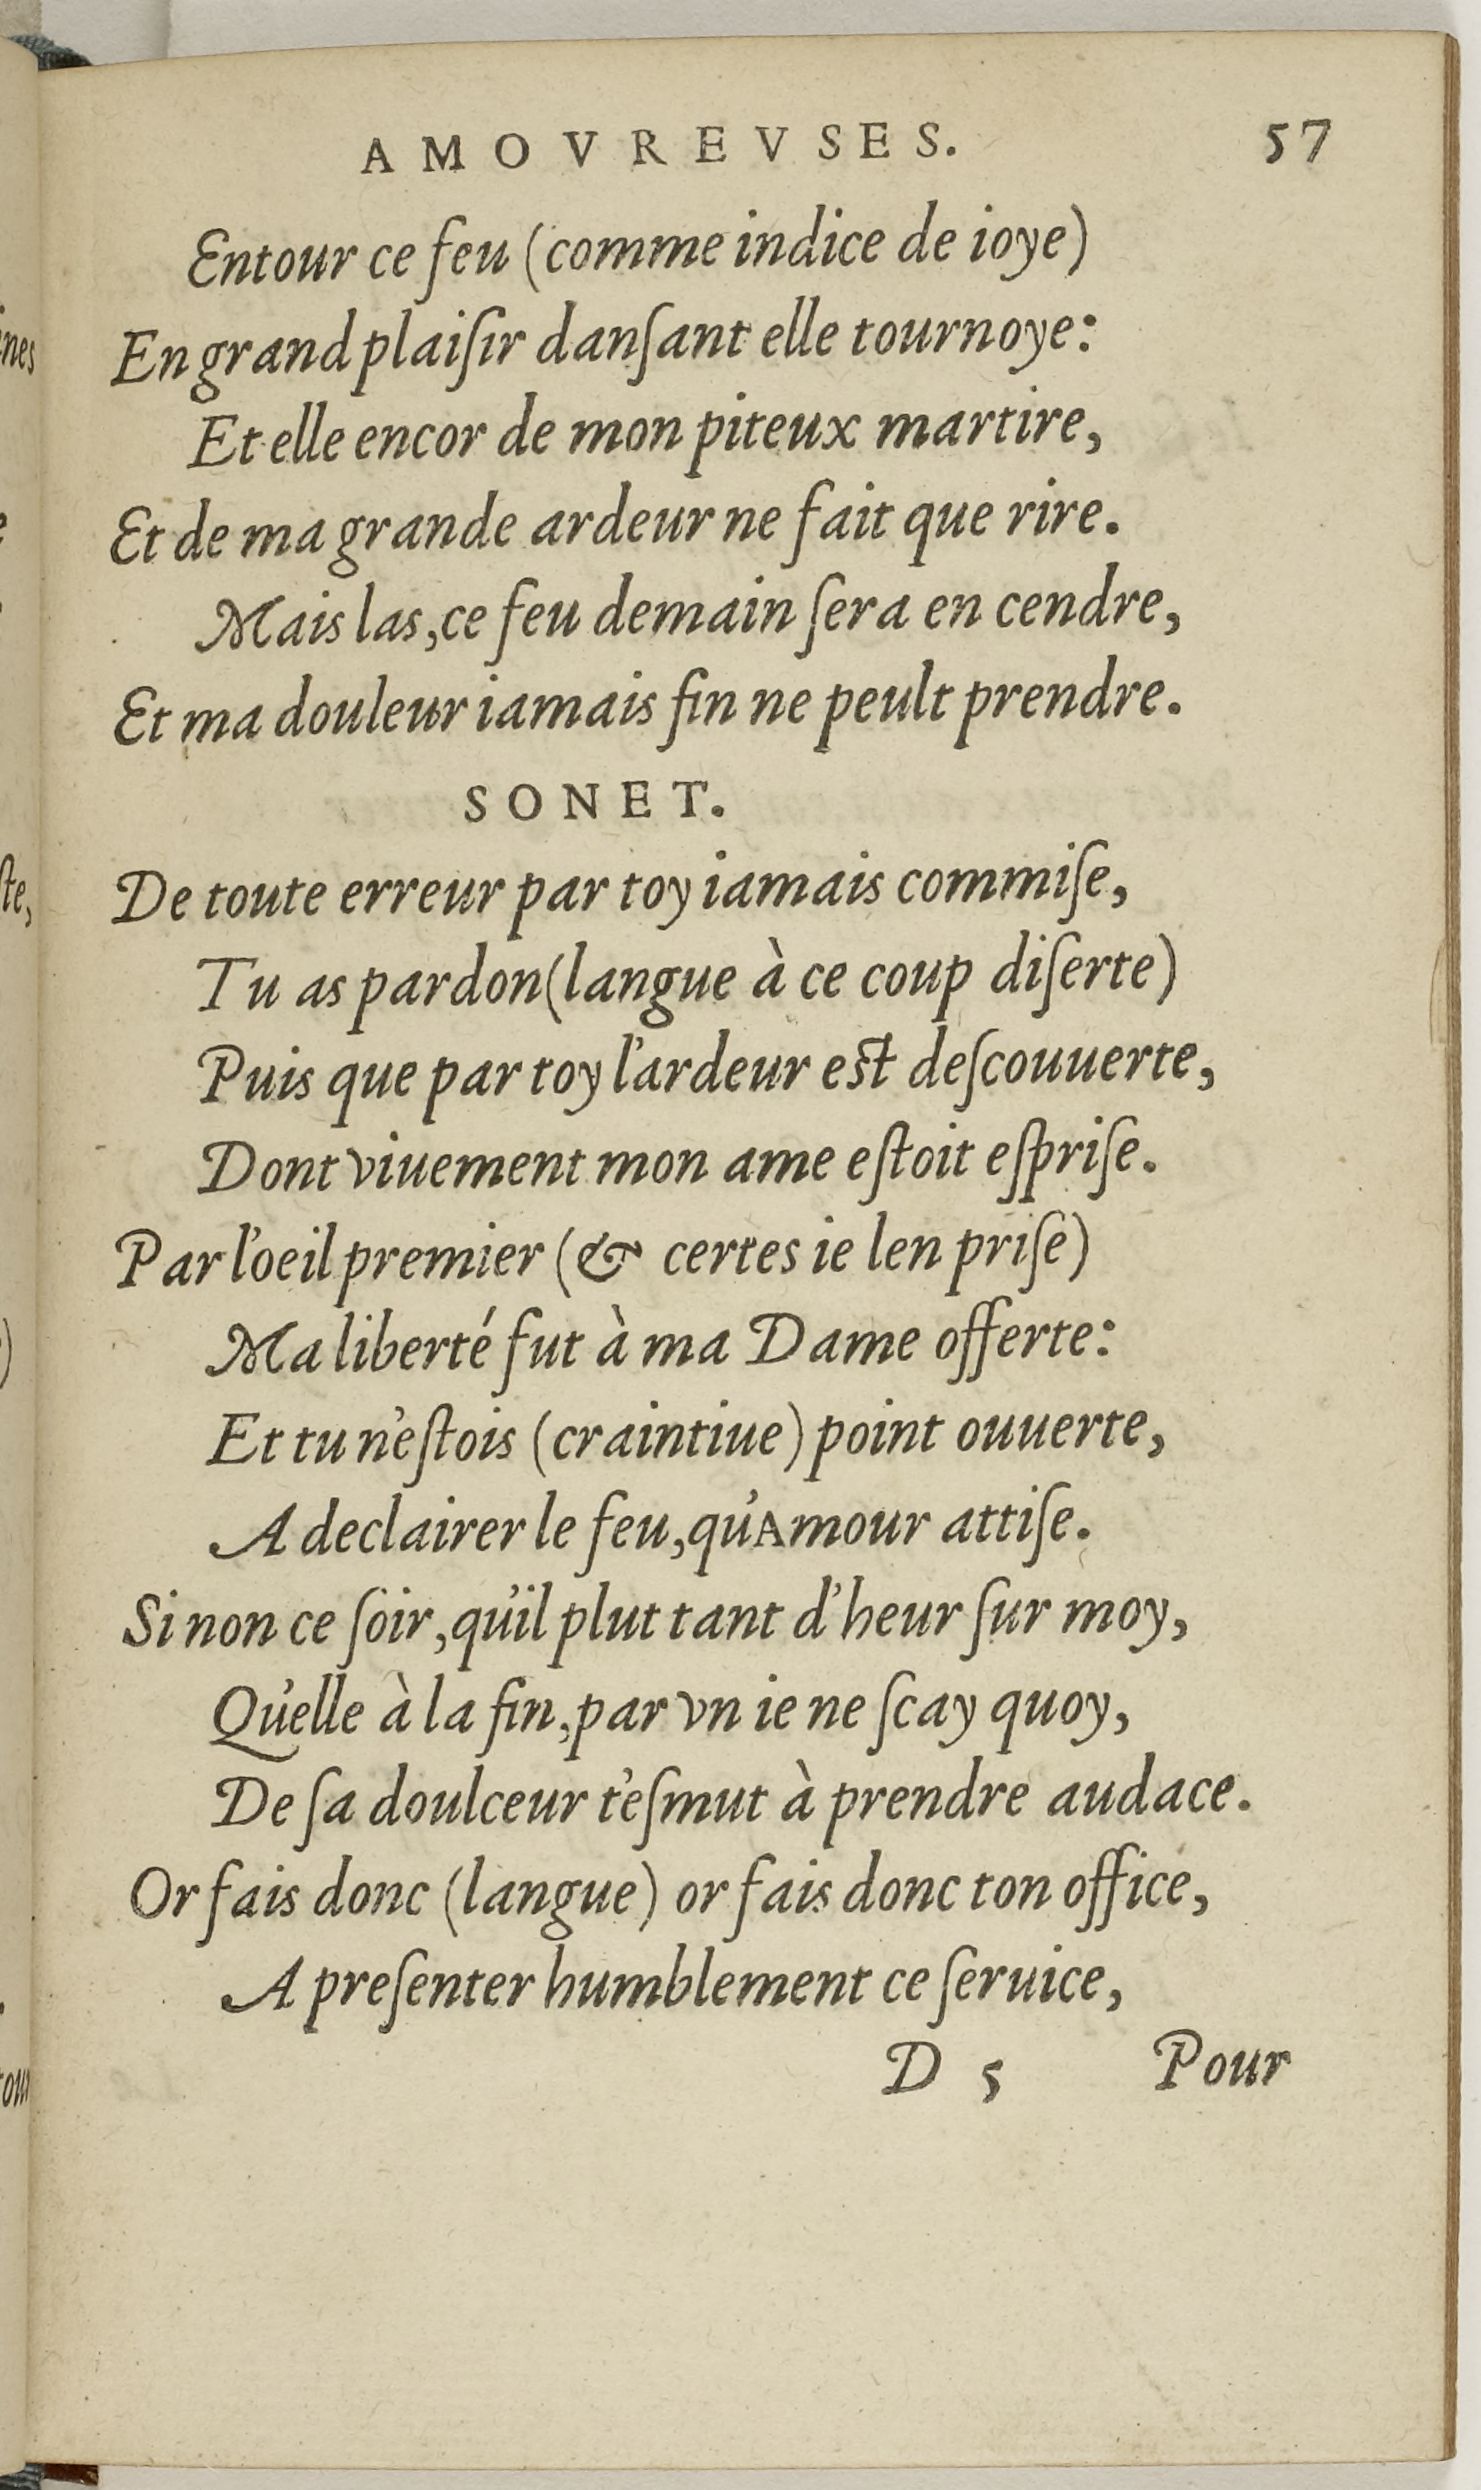 AMOVREVSES. 57
Entour ce feu (comme indice de ioye)
En grand plaiſir danſant elle tournoye:
Et elle encor de mon piteux martire,
Et de ma grande ardeur ne fait que rire.
Mais las, ce feu demain ſera en cendre,
Et ma douleur iamais fin ne peult prendre.
SONET.
De toute erreur par toy iamais commiſe,
Tu as pardon (langue à ce coup diſerte)
Puis que par toy l'ardeur est deſcouuerte,
Dont viuement mon ame eſtoit eſpriſe.
Par l'oeil premier (& certes ie len priſe)
Ma liberté fut à ma Dame offerte:
Et tu n'eſtois (craintiue) point ouuerte,
A declairer le feu, qu'Amour attiſe.
Si non ce ſoir, qu'il plut tant d'heur ſur moy,
Qu'elle à la fin, par vn ie ne ſcay quoy,
De ſa doulceur t'eſmut à prendre audace.
Or fais donc (langue) or fais donc ton office,
A preſenter humblement ce ſeruice,
D 5 Pour